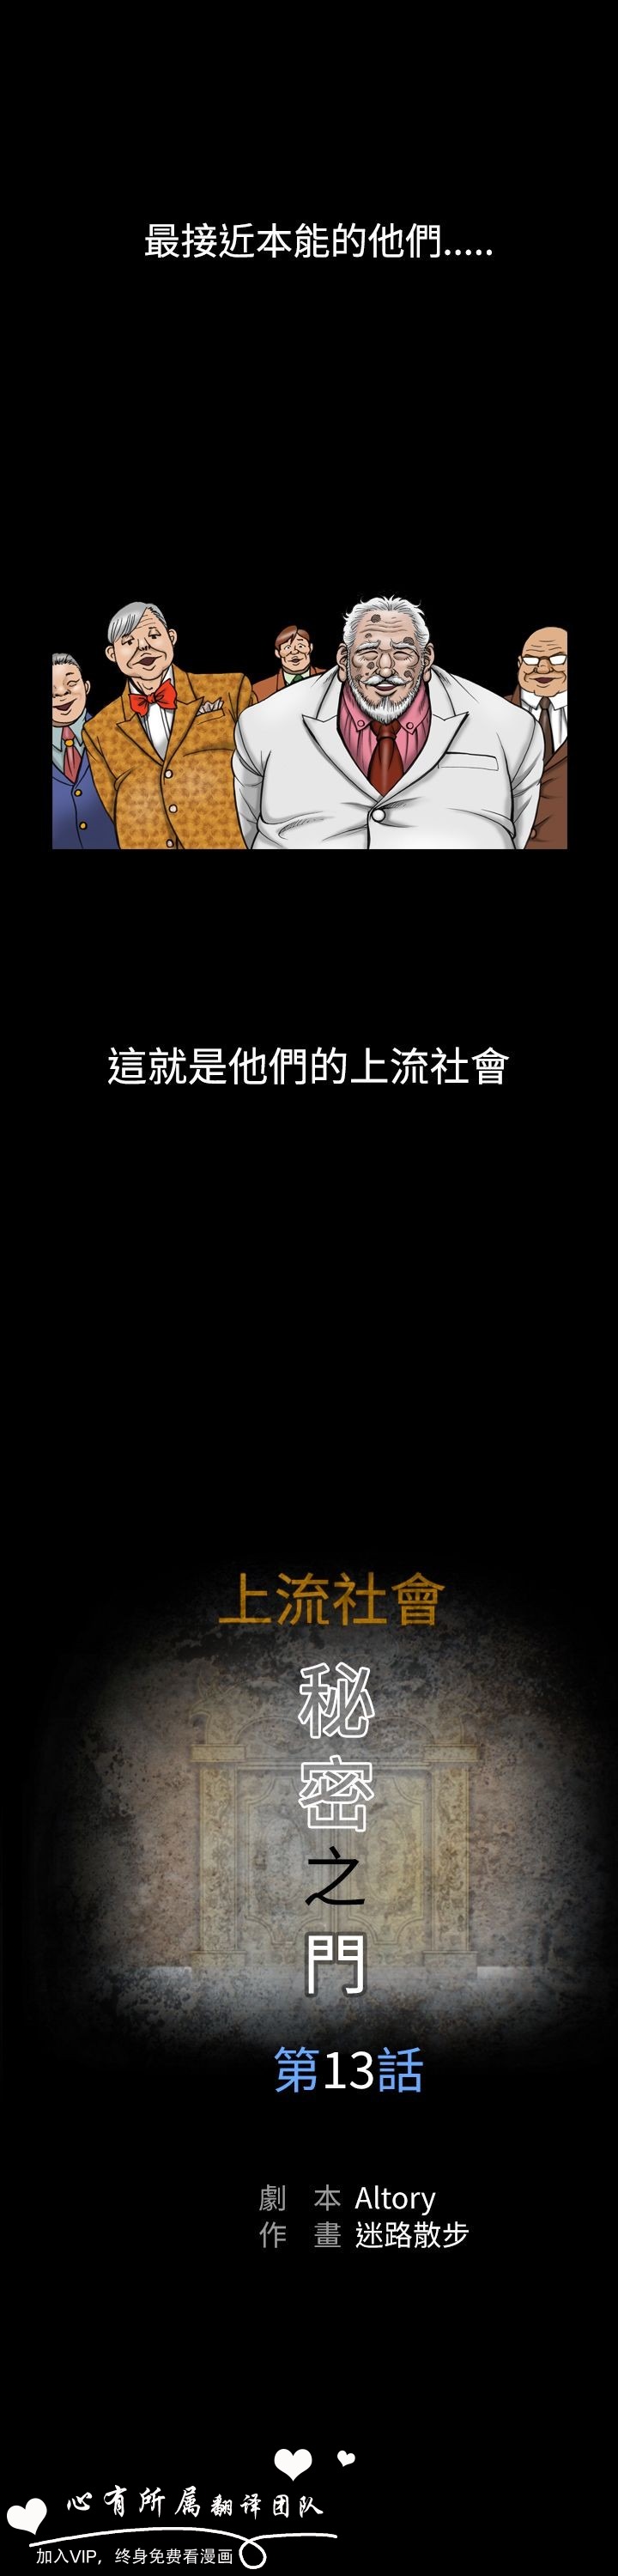 最接近本能的他們.....
這就是他們的上流社會
上流社會
秘
密
之
門
第13話
劇 本 Altory
作 畫 迷路散步
心有所属翻译团队
加入VIP，终身免费看漫画